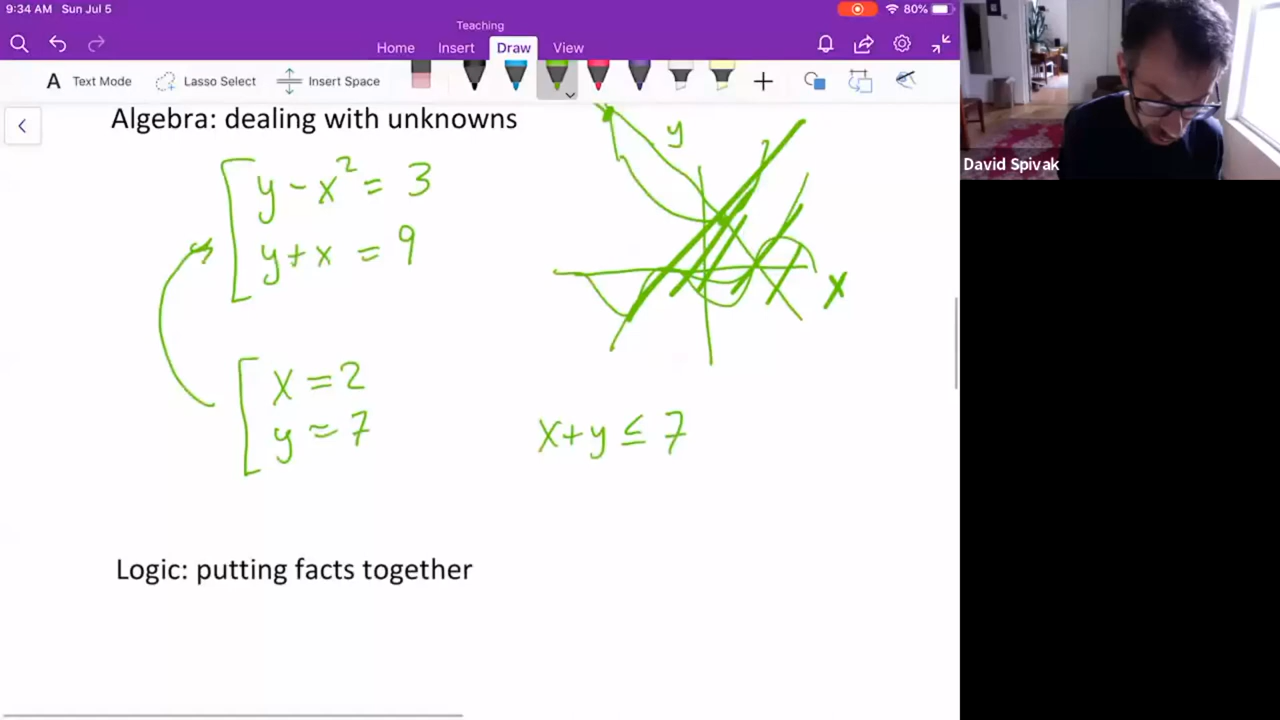 9:34 AM Sun Jul 5
80%
Teaching
Home Insert Draw View
Text Mode Lasso Select Insert Space
David Spivak
Algebra: dealing with unknowns
y - x² = 3
y + x = 9
y
x
x = 2
y = 7
x + y ≤ 7
Logic: putting facts together